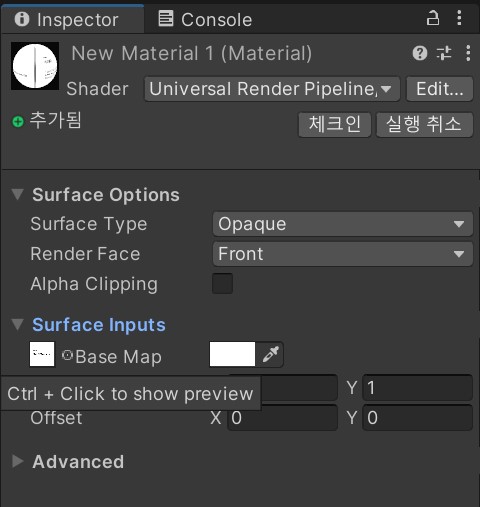 Inspector
Console
New Material 1 (Material)
Shader
Universal Render Pipeline/
Edit...
추가됨
체크인
실행 취소
Surface Options
Surface Type
Opaque
Render Face
Front
Alpha Clipping
Surface Inputs
Base Map
Ctrl + Click to show preview
Y 1
Offset
X 0
Y 0
Advanced